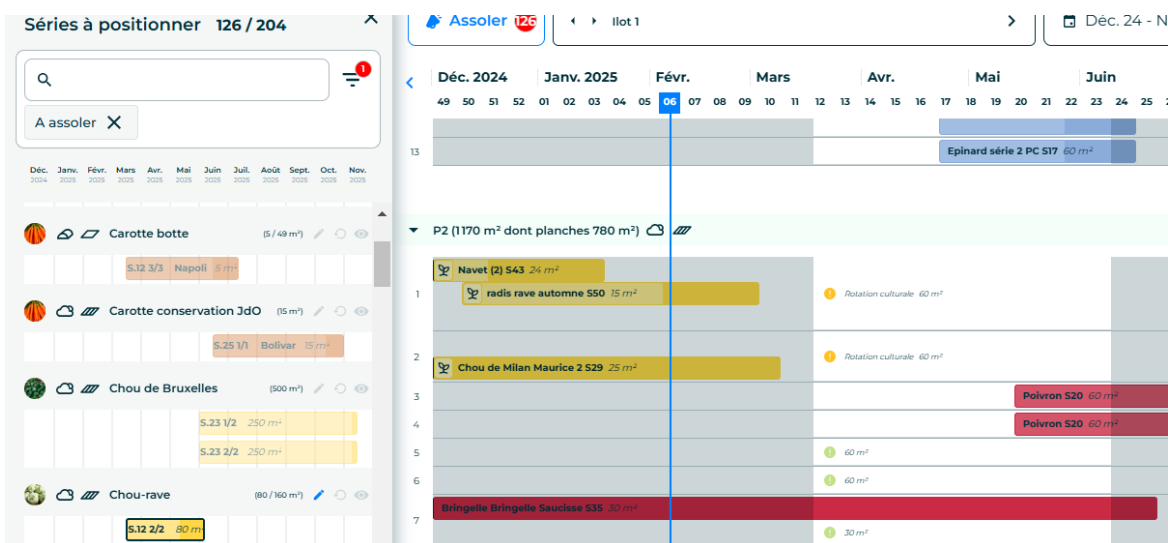 Séries à positionner 126 / 204
1
A assoler
Déc. Janv. Févr. Mars Avr. Mai Juin Juil. Août Sept. Oct. Nov.
2024 2025 2025 2025 2025 2025 2025 2025 2025 2025 2025 2025
Carotte botte (5 / 49 m²)
S.12 3/3 Napoli 5 m²
Carotte conservation JdO (15 m²)
S.25 1/1 Bolivar 15 m²
Chou de Bruxelles (500 m²)
S.23 1/2 250 m²
S.23 2/2 250 m²
Chou-rave (80 / 160 m²)
S.12 2/2 80 m²
Assoler 126
Ilot 1
Déc. 24 - N
Déc. 2024 Janv. 2025 Févr. Mars Avr. Mai Juin
49 50 51 52 01 02 03 04 05 06 07 08 09 10 11 12 13 14 15 16 17 18 19 20 21 22 23 24 25
13
Epinard série 2 PC S17 60 m²
P2 (1 170 m² dont planches 780 m²)
Navet (2) S43 24 m²
1
radis rave automne S50 15 m²
Rotation culturale 60 m²
2
Rotation culturale 60 m²
Chou de Milan Maurice 2 S29 25 m²
3
Poivron S20 60 m²
4
Poivron S20 60 m²
5
60 m²
6
60 m²
7
Bringelle Bringelle Saucisse S35 30 m²
30 m²